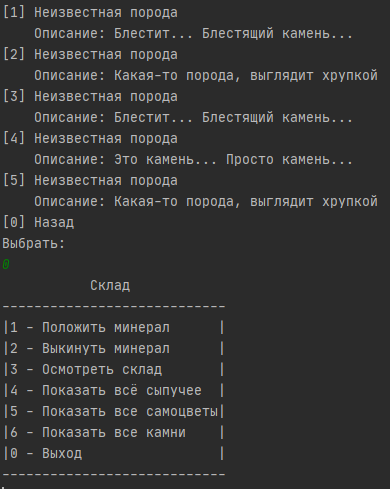 [1] Неизвестная порода
Описание: Блестит... Блестящий камень...
[2] Неизвестная порода
Описание: Какая-то порода, выглядит хрупкой
[3] Неизвестная порода
Описание: Блестит... Блестящий камень...
[4] Неизвестная порода
Описание: Это камень... Просто камень...
[5] Неизвестная порода
Описание: Какая-то порода, выглядит хрупкой
[0] Назад
Выбрать:
0
Склад
----------------------------
|1 - Положить минерал      |
|2 - Выкинуть минерал      |
|3 - Осмотреть склад       |
|4 - Показать всё сыпучее  |
|5 - Показать все самоцветы|
|6 - Показать все камни    |
|0 - Выход                 |
----------------------------